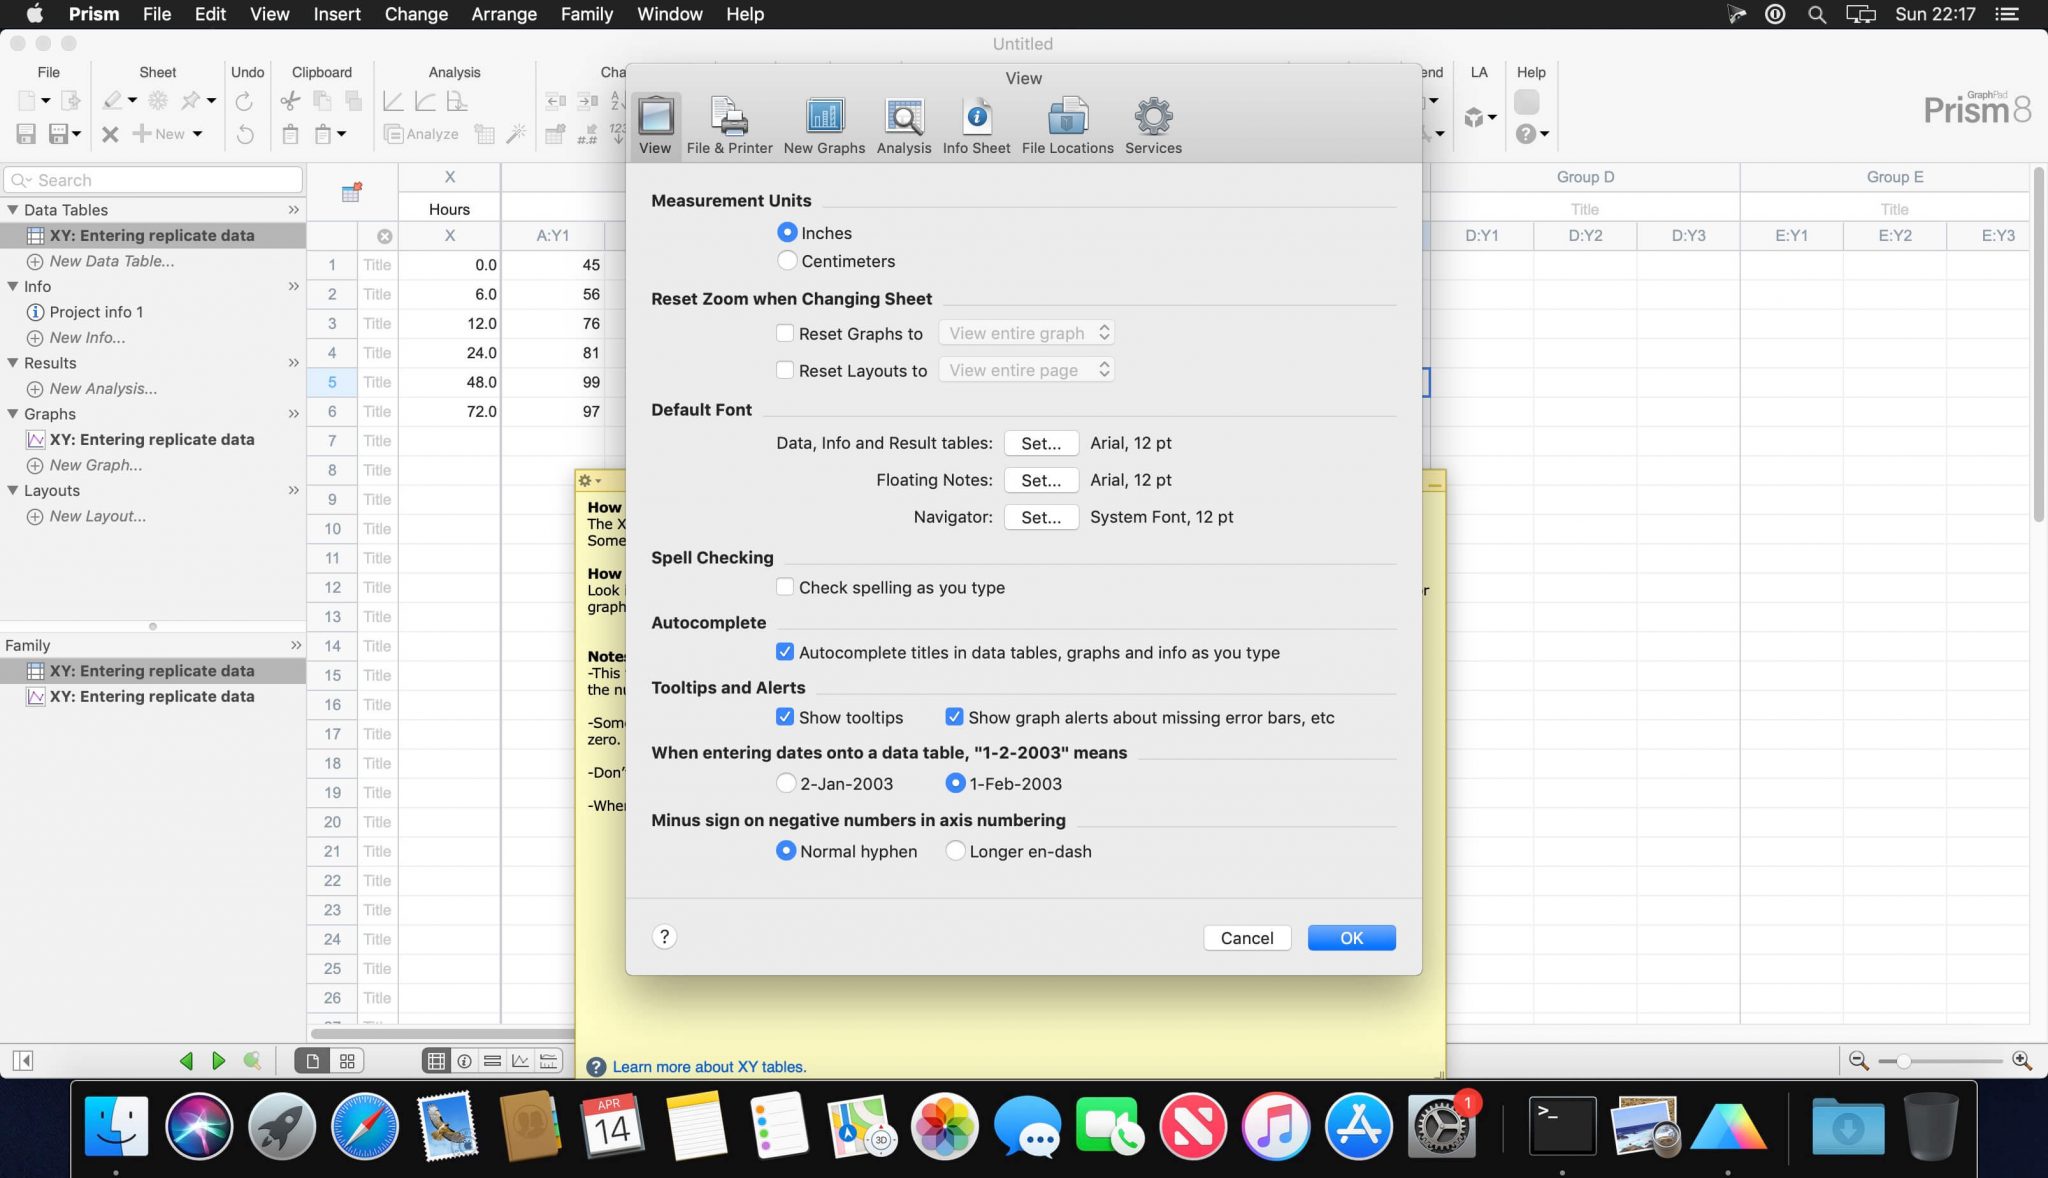 Prism File Edit View Insert Change Arrange Family Window Help Sun 22:17
Untitled
File Sheet Undo Clipboard Analysis LA Help
New Analyze
GraphPad
Prism 8
View
View File & Printer New Graphs Analysis Info Sheet File Locations Services
Search
Data Tables
XY: Entering replicate data
New Data Table...
Info
Project info 1
New Info...
Results
New Analysis...
Graphs
XY: Entering replicate data
New Graph...
Layouts
New Layout...
Family
XY: Entering replicate data
XY: Entering replicate data
X Group D Group E
Hours Title Title
X A:Y1 D:Y1 D:Y2 D:Y3 E:Y1 E:Y2 E:Y3
1 Title 0.0 45
2 Title 6.0 56
3 Title 12.0 76
4 Title 24.0 81
5 Title 48.0 99
6 Title 72.0 97
7 Title
8 Title
9 Title
10 Title
11 Title
12 Title
13 Title
14 Title
15 Title
16 Title
17 Title
18 Title
19 Title
20 Title
21 Title
22 Title
23 Title
24 Title
25 Title
26 Title
Measurement Units
Inches
Centimeters
Reset Zoom when Changing Sheet
Reset Graphs to View entire graph
Reset Layouts to View entire page
Default Font
Data, Info and Result tables: Set... Arial, 12 pt
Floating Notes: Set... Arial, 12 pt
Navigator: Set... System Font, 12 pt
Spell Checking
Check spelling as you type
Autocomplete
Autocomplete titles in data tables, graphs and info as you type
Tooltips and Alerts
Show tooltips Show graph alerts about missing error bars, etc
When entering dates onto a data table, "1-2-2003" means
2-Jan-2003 1-Feb-2003
Minus sign on negative numbers in axis numbering
Normal hyphen Longer en-dash
? Cancel OK
How
The X
Some
How
Look
graph
Notes
-This
the nu
-Som
zero.
-Don'
-When
? Learn more about XY tables.
APR
14
3D
1
>_